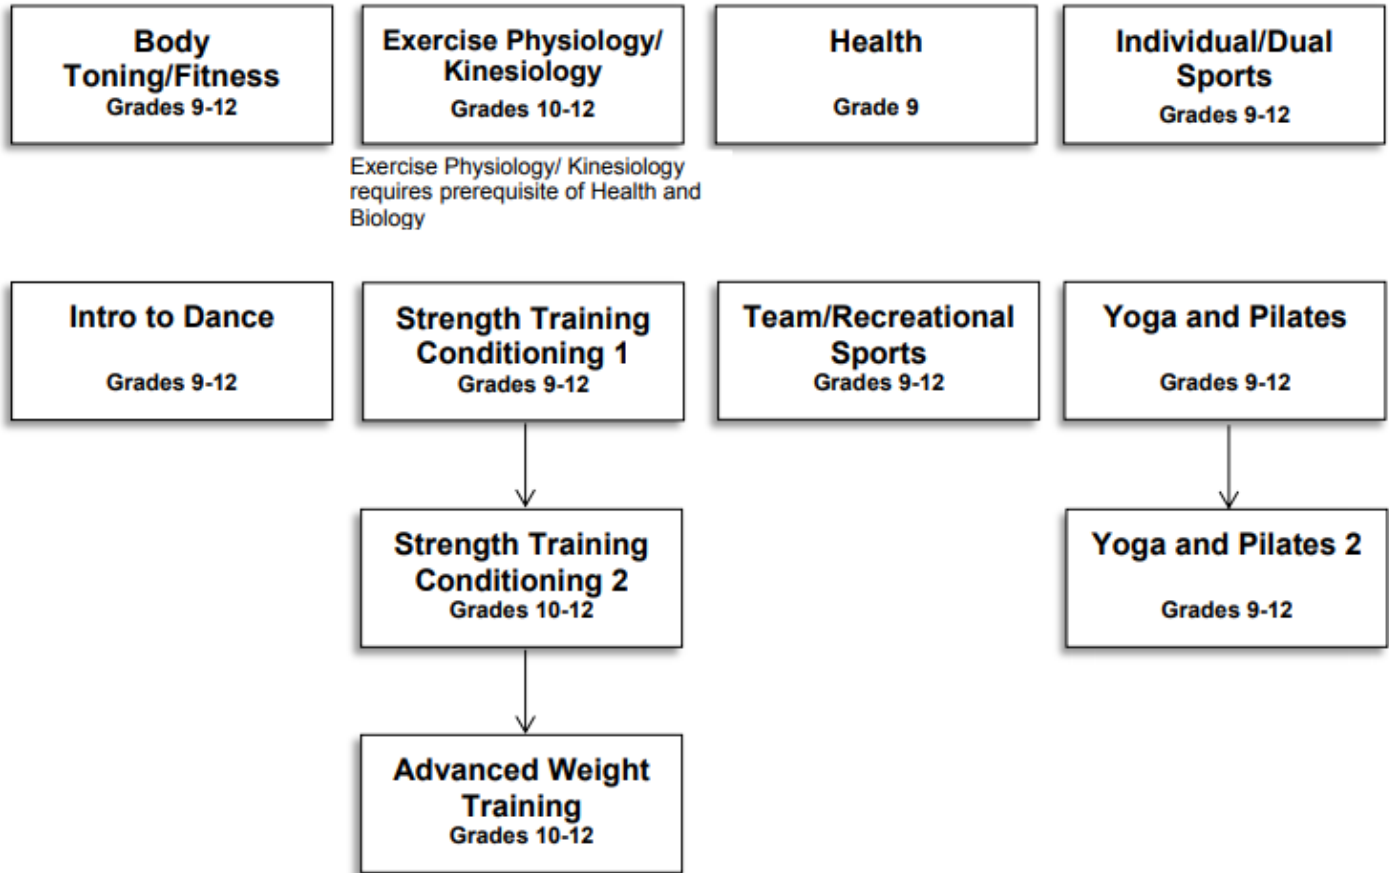 Body
Toning/Fitness
Grades 9-12
Exercise Physiology/
Kinesiology
Grades 10-12
Health
Grade 9
Individual/Dual
Sports
Grades 9-12
Exercise Physiology/ Kinesiology
requires prerequisite of Health and
Biology
Intro to Dance
Grades 9-12
Strength Training
Conditioning 1
Grades 9-12
Team/Recreational
Sports
Grades 9-12
Yoga and Pilates
Grades 9-12
Strength Training
Conditioning 2
Grades 10-12
Yoga and Pilates 2
Grades 9-12
Advanced Weight
Training
Grades 10-12